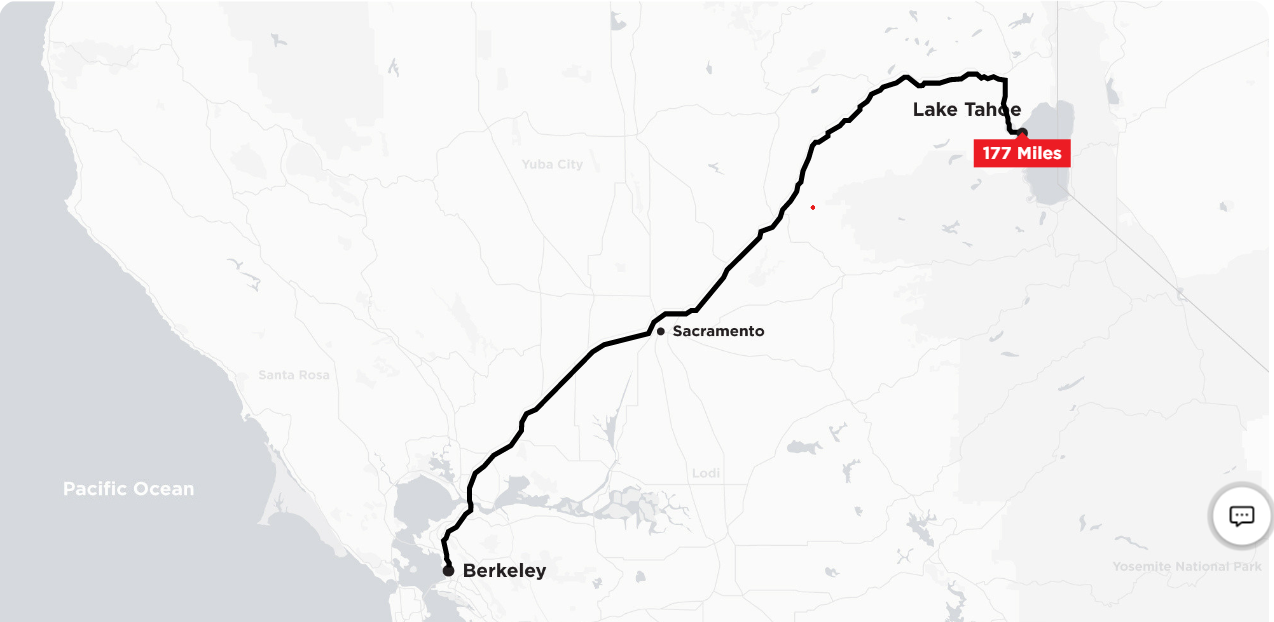 Lake Tahoe
177 Miles
Yuba City
Sacramento
Santa Rosa
Lodi
Pacific Ocean
Yosemite National Park
Berkeley